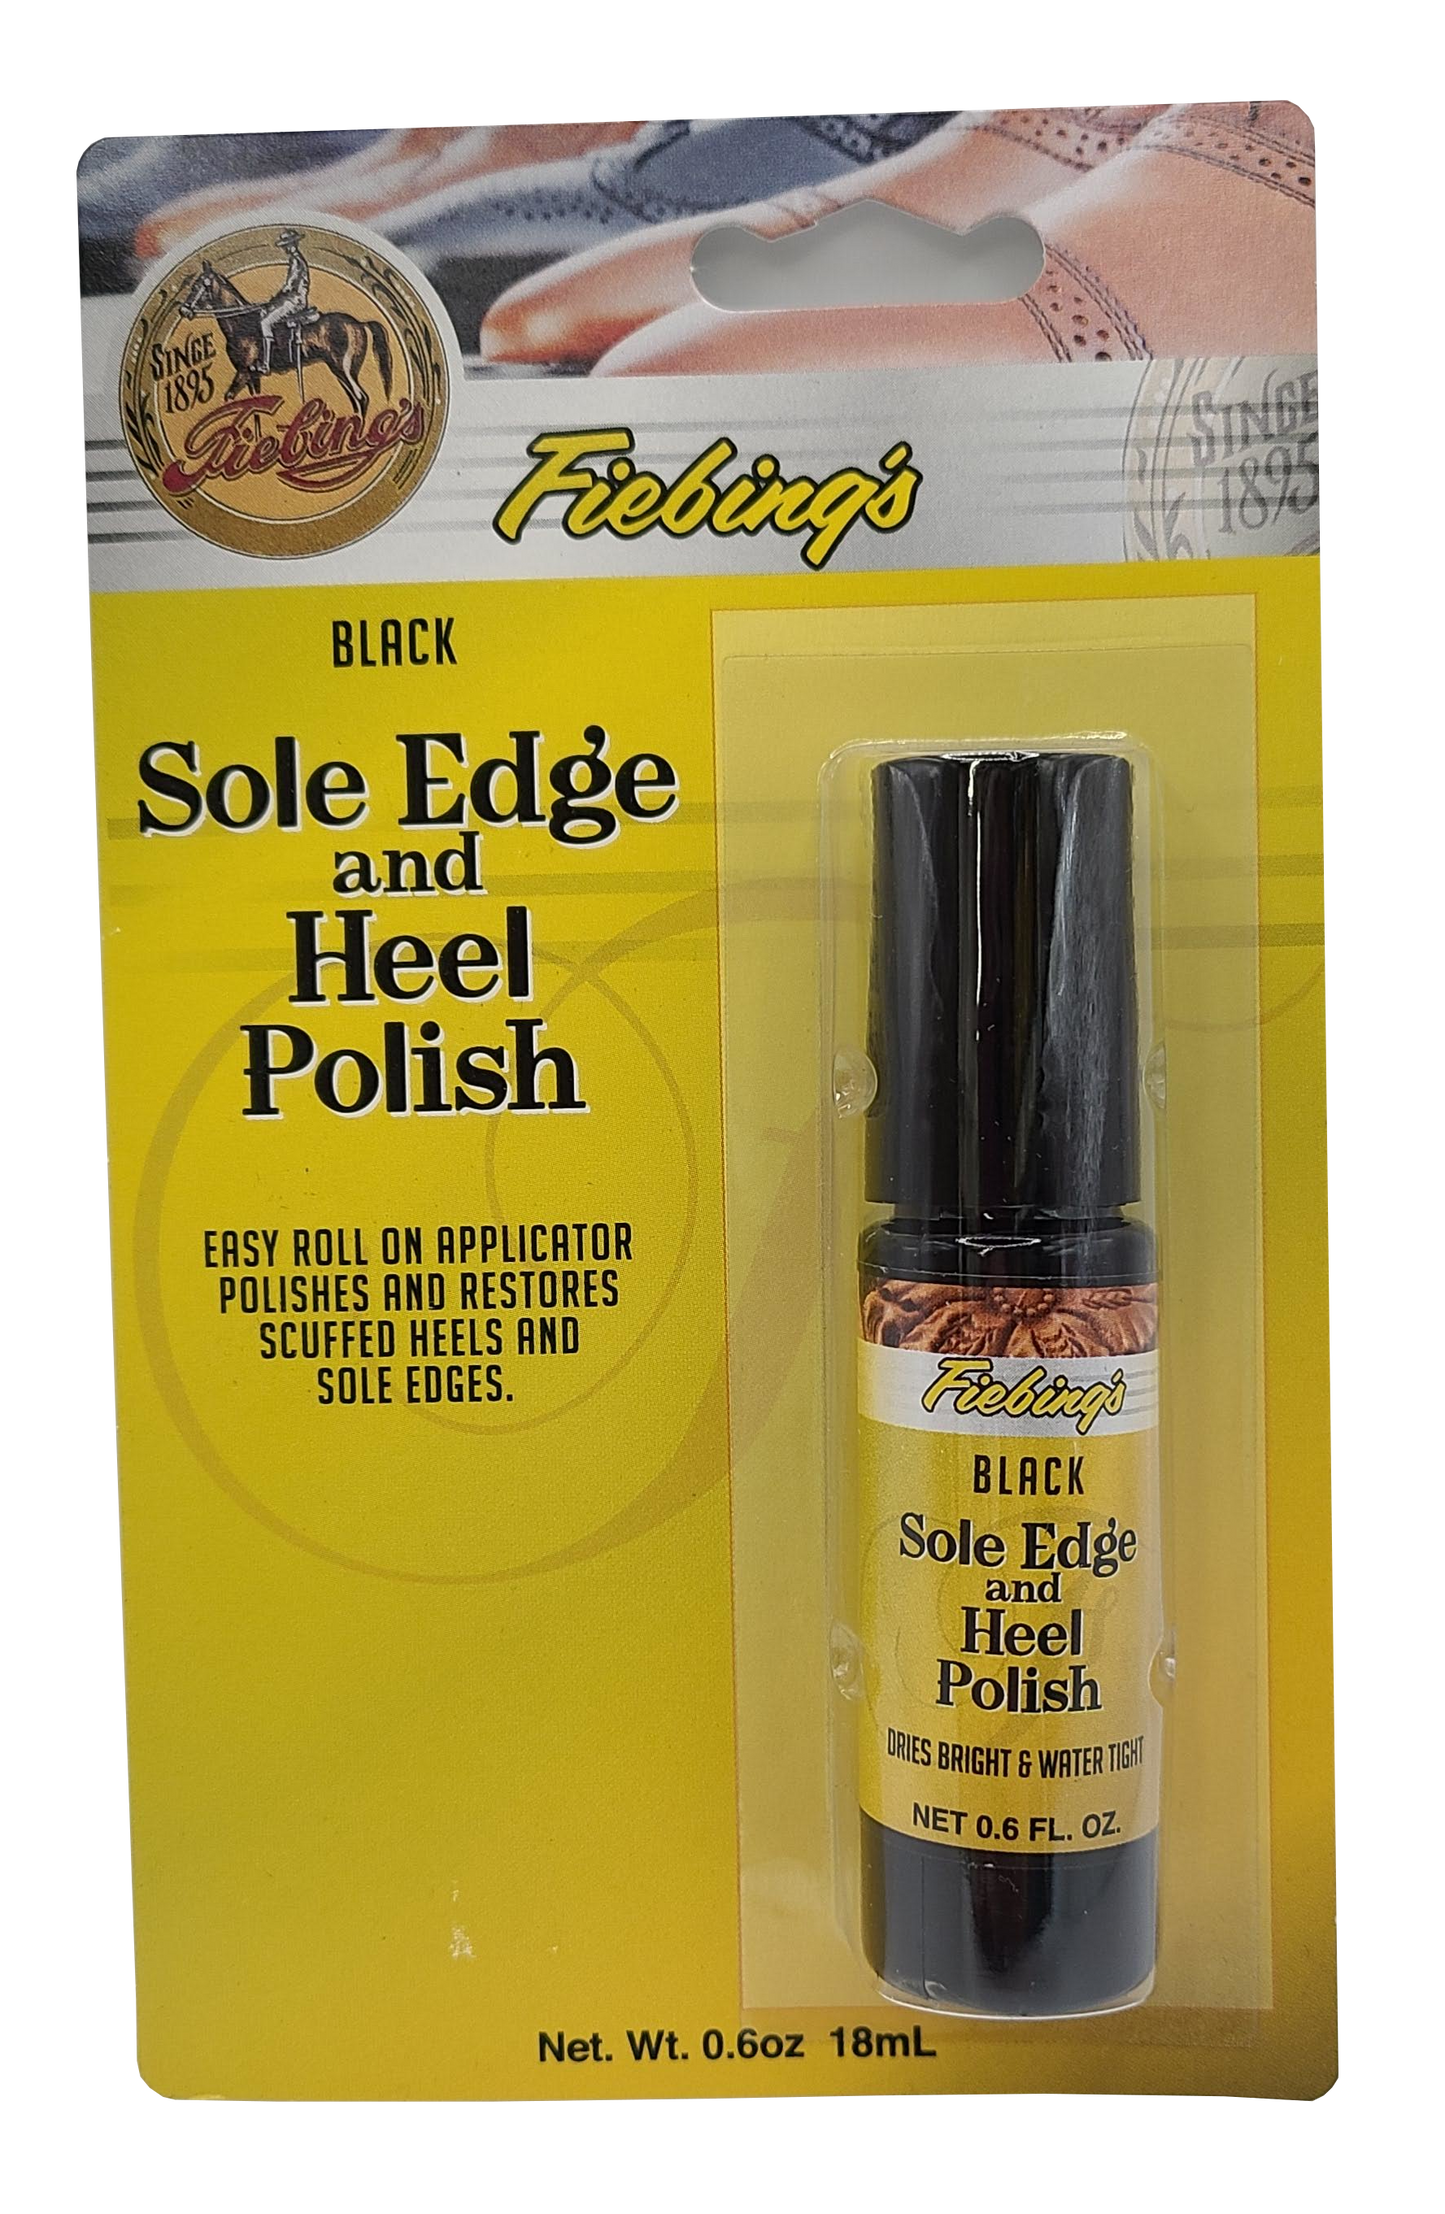 SINCE
1895
Fiebing's
Fiebing's
SINCE
1895
BLACK
Sole Edge
and
Heel
Polish
EASY ROLL ON APPLICATOR
POLISHES AND RESTORES
SCUFFED HEELS AND
SOLE EDGES.
Fiebing's
BLACK
Sole Edge
and
Heel
Polish
DRIES BRIGHT & WATER TIGHT
NET 0.6 FL. OZ.
Net. Wt. 0.6oz 18mL